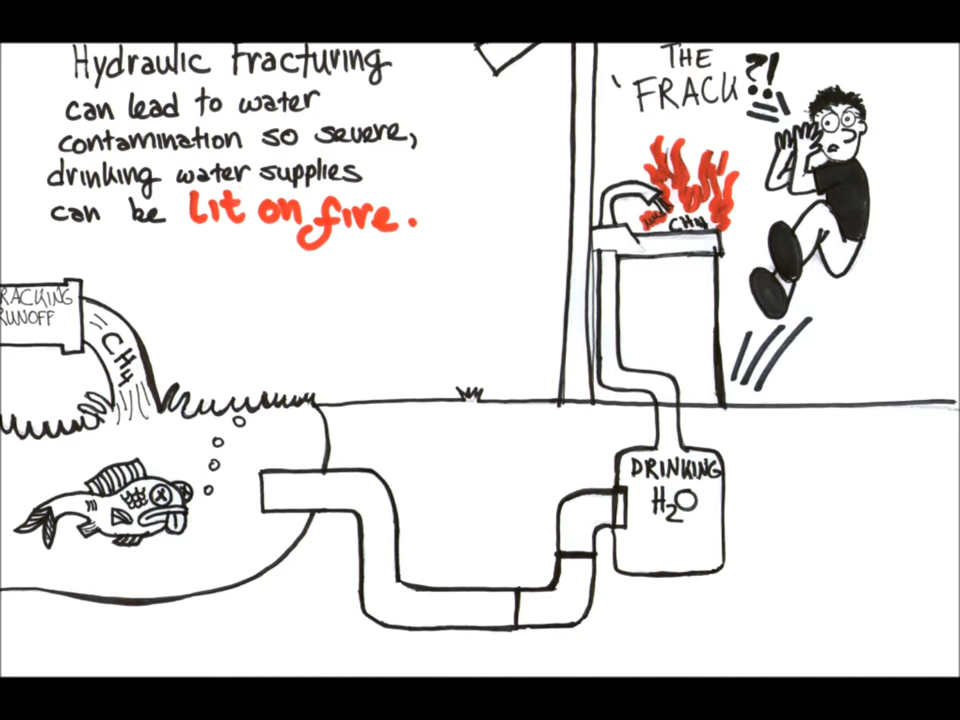 Hydraulic Fracturing
can lead to water
contamination so severe,
drinking water supplies
can be lit on fire.
THE
'FRACK ?!
CH4
RACKING
RUNOFF
CH4
DRINKING
H2O